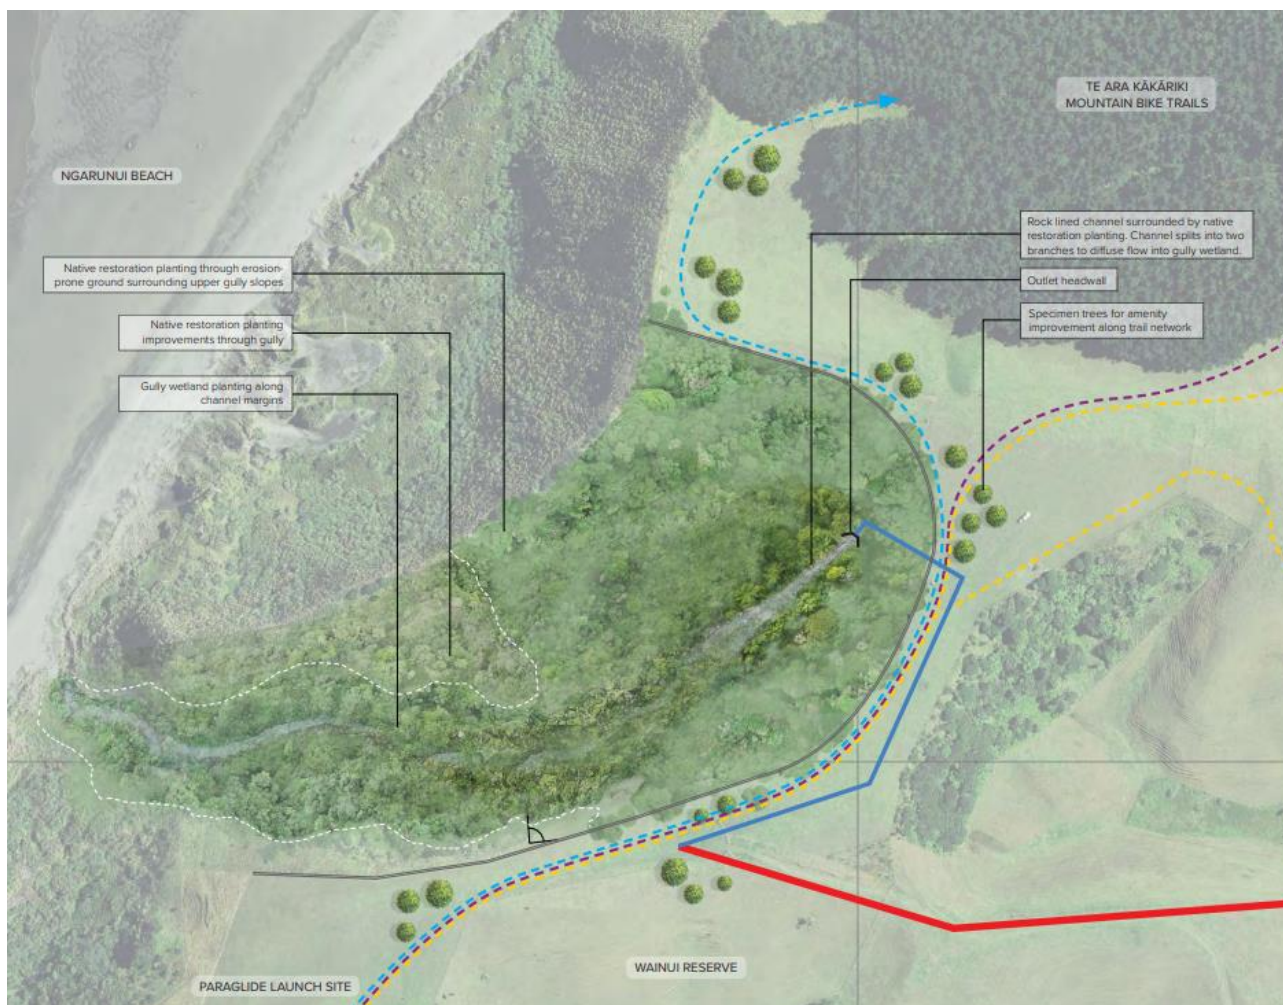 TE ARA KĀKĀRIKI
MOUNTAIN BIKE TRAILS
NGARUNUI BEACH
Rock lined channel surrounded by native
restoration planting. Channel splits into two
branches to diffuse flow into gully wetland.
Native restoration planting through erosion-
prone ground surrounding upper gully slopes
Outlet headwall
Native restoration planting
improvements through gully
Specimen trees for amenity
improvement along trail network
Gully wetland planting along
channel margins
WAINUI RESERVE
PARAGLIDE LAUNCH SITE